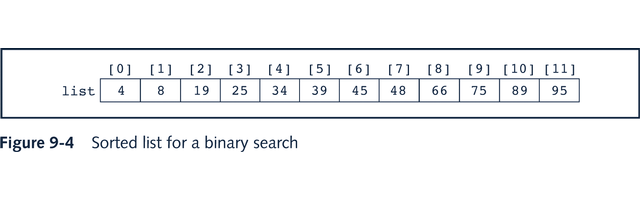 [0] [1] [2] [3] [4] [5] [6] [7] [8] [9] [10] [11]
list 4 8 19 25 34 39 45 48 66 75 89 95
Figure 9-4 Sorted list for a binary search